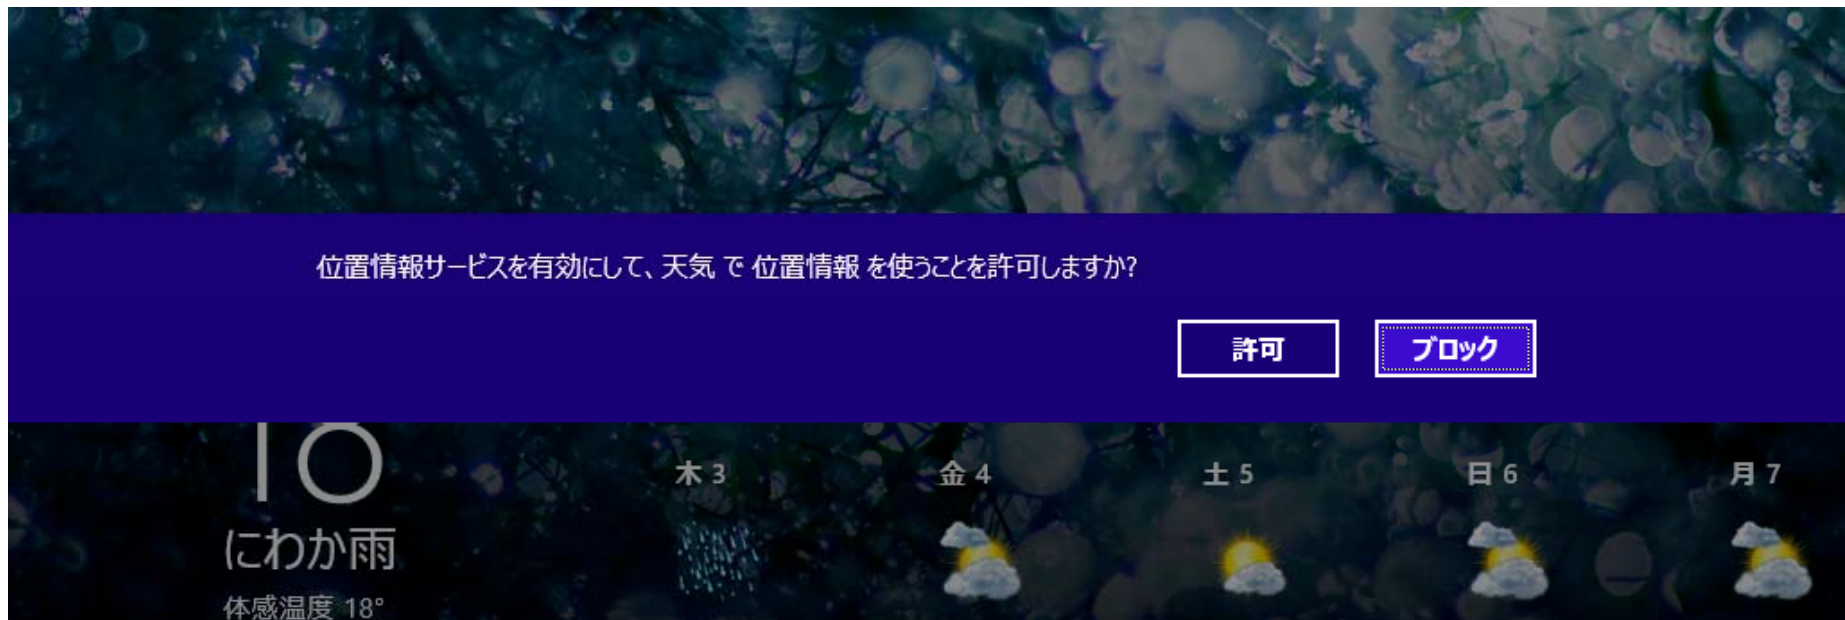 位置情報サービスを有効にして、天気 で 位置情報 を使うことを許可しますか?
許可 ブロック
18
木 3 金 4 土 5 日 6 月 7
にわか雨
体感温度 18°